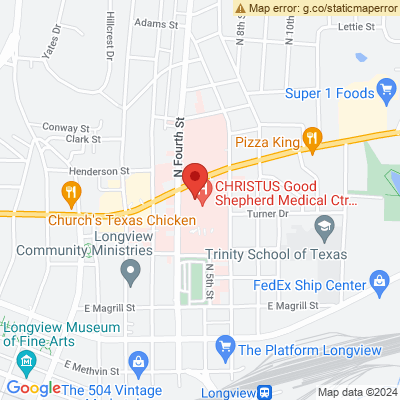 Map error: g.co/staticmaperror
Yates Dr
Hillcrest Dr
Adams St
N 8th St
N 10th
Lettie St
Super 1 Foods
Conway St
Clark St
N Fourth St
Pizza King
Henderson St
CHRISTUS Good
Shepherd Medical Ctr...
Church's Texas Chicken
Turner Dr
Longview
Community Ministries
Trinity School of Texas
N 5th St
FedEx Ship Center
E Magrill St
E Magrill St
Longview Museum
of Fine-Arts
The Platform Longview
E Methvin St
Google
The 504 Vintage
Longview
Map data ©2024